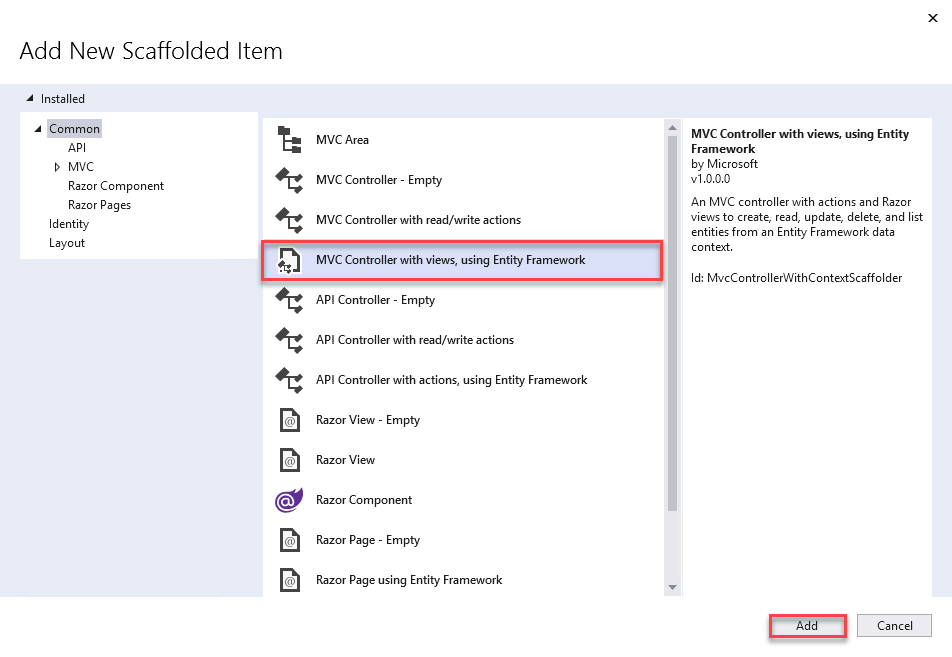 Add New Scaffolded Item
Installed
Common
API
MVC
Razor Component
Razor Pages
Identity
Layout
MVC Area
MVC Controller - Empty
MVC Controller with read/write actions
MVC Controller with views, using Entity Framework
API Controller - Empty
API Controller with read/write actions
API Controller with actions, using Entity Framework
Razor View - Empty
Razor View
Razor Component
Razor Page - Empty
Razor Page using Entity Framework
MVC Controller with views, using Entity
Framework
by Microsoft
v1.0.0.0
An MVC controller with actions and Razor
views to create, read, update, delete, and list
entities from an Entity Framework data
context.
Id: MvcControllerWithContextScaffolder
Add
Cancel